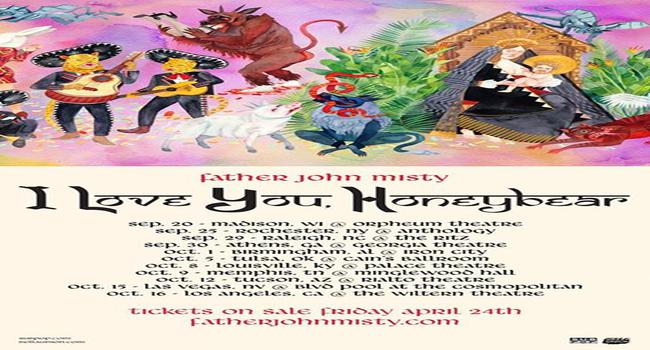 father john misty
I Love You, Honeybear
sep. 20 - madison, wi @ orpheum theatre
sep. 25 - rochester, ny @ anthology
sep. 29 - raleigh, nc @ the ritz
sep. 30 - athens, ga @ georgia theatre
oct. 1 - birmingham, al @ iron city
oct. 5 - tulsa, ok @ cain's ballroom
oct. 8 - louisville, ky @ palace theatre
oct. 9 - memphis, tn @ minglewood hall
oct. 12 - tucson, az @ rialto theatre
oct. 15 - las vegas, nv @ blvd pool at the cosmopolitan
oct. 16 - los angeles, ca @ the wiltern theatre
tickets on sale friday april 24th
fatherjohnmisty.com